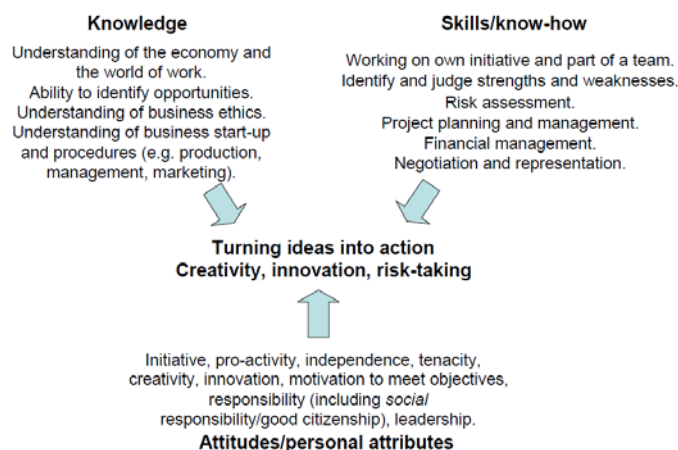 Knowledge
Understanding of the economy and
the world of work.
Ability to identify opportunities.
Understanding of business ethics.
Understanding of business start-up
and procedures (e.g. production,
management, marketing).
Skills/know-how
Working on own initiative and part of a team.
Identify and judge strengths and weaknesses.
Risk assessment.
Project planning and management.
Financial management.
Negotiation and representation.
Turning ideas into action
Creativity, innovation, risk-taking
Initiative, pro-activity, independence, tenacity,
creativity, innovation, motivation to meet objectives,
responsibility (including social
responsibility/good citizenship), leadership.
Attitudes/personal attributes